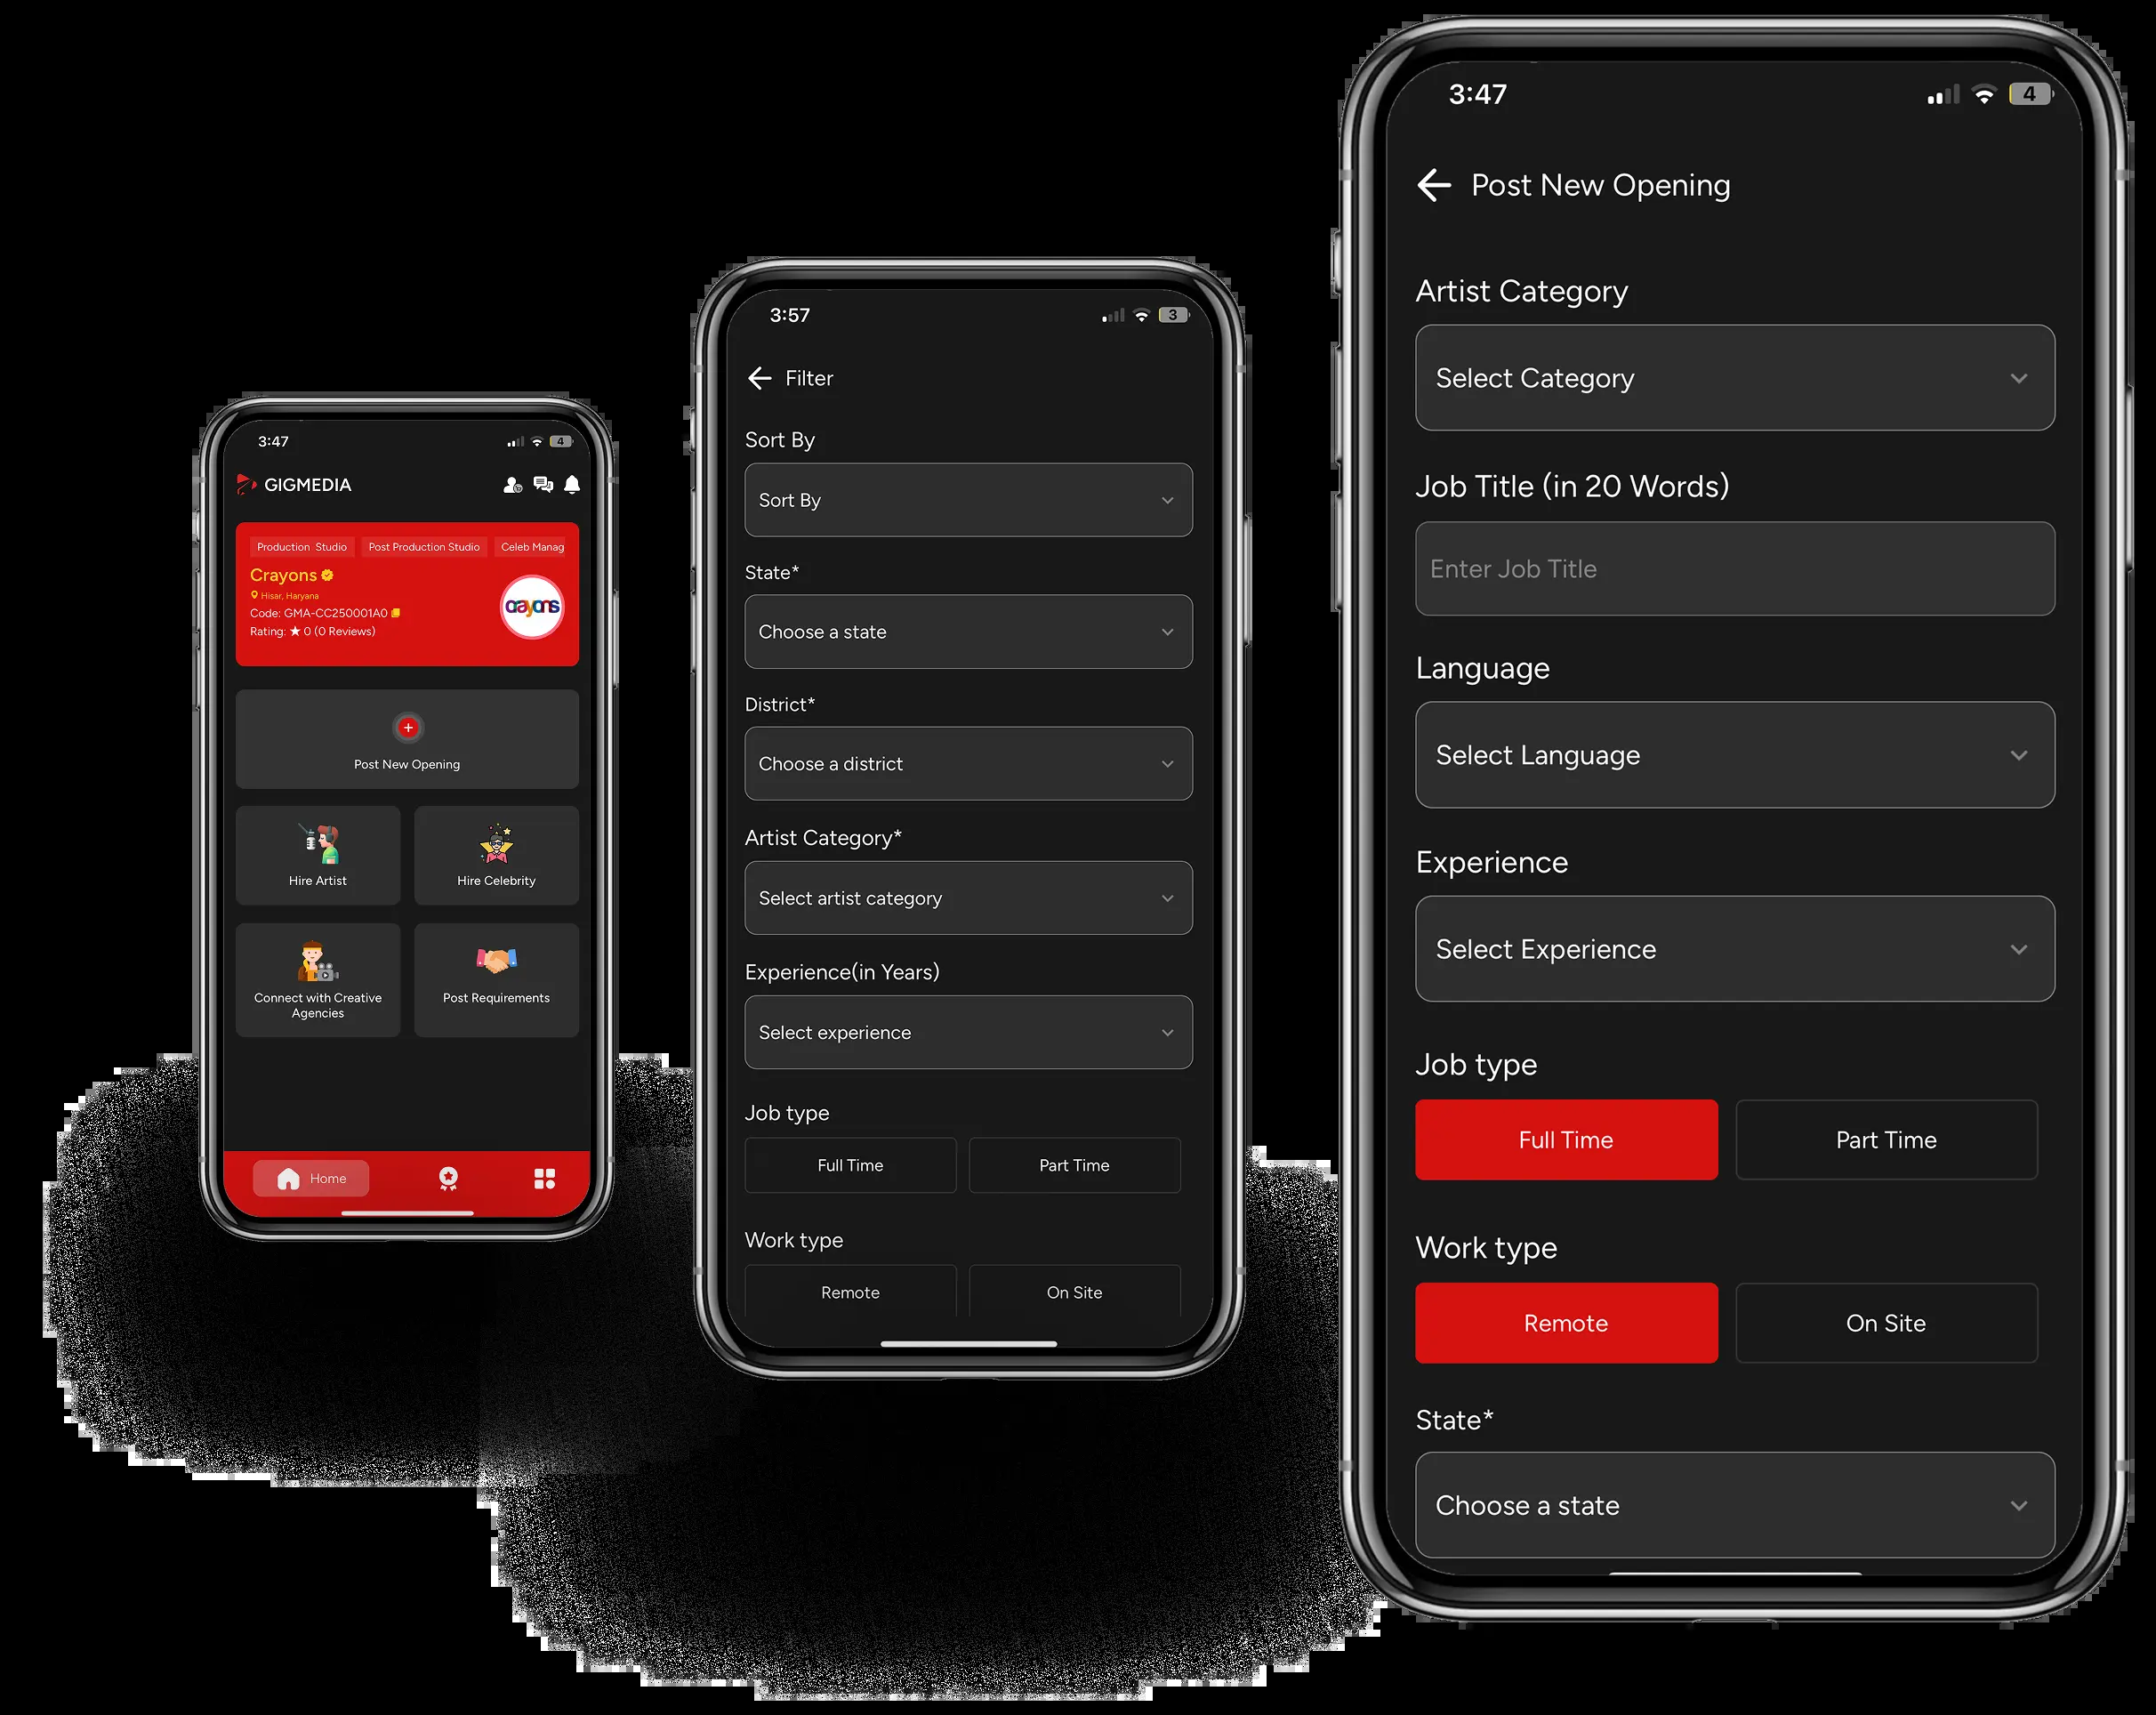 3:47
4
GIGMEDIA
Production Studio
Post Production Studio
Celeb Manag
Crayons
Hisar, Haryana
Code: GMA-CC250001A0
Rating: ★ 0 (0 Reviews)
crayons
Post New Opening
Hire Artist
Hire Celebrity
Connect with Creative
Agencies
Post Requirements
Home
3:57
3
Filter
Sort By
Sort By
State*
Choose a state
District*
Choose a district
Artist Category*
Select artist category
Experience(in Years)
Select experience
Job type
Full Time
Part Time
Work type
Remote
On Site
3:47
4
Post New Opening
Artist Category
Select Category
Job Title (in 20 Words)
Enter Job Title
Language
Select Language
Experience
Select Experience
Job type
Full Time
Part Time
Work type
Remote
On Site
State*
Choose a state